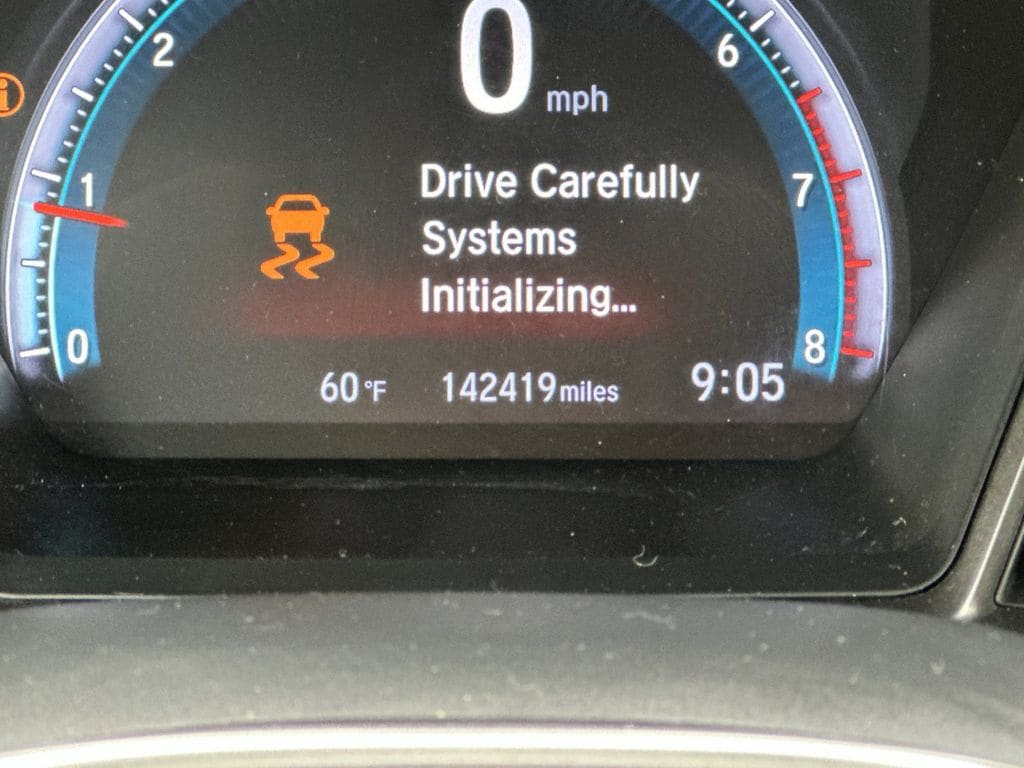 0 mph
2
6
1
7
Drive Carefully
Systems
Initializing...
0
8
60 °F 142419 miles 9:05